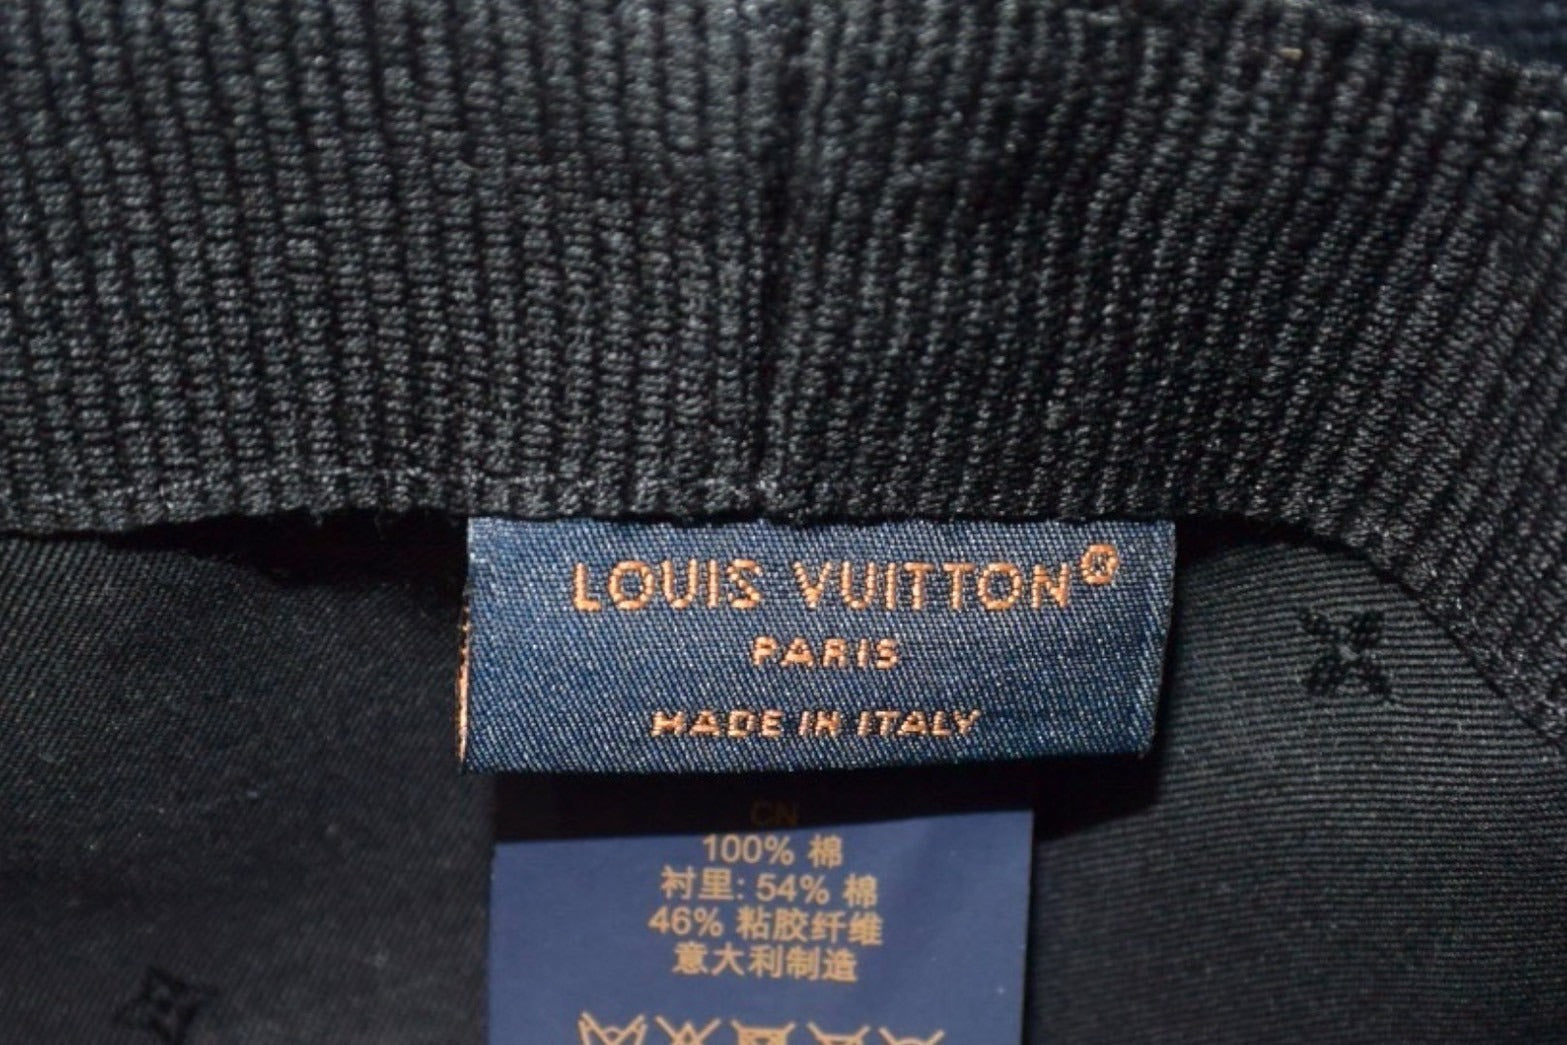 LOUIS VUITTON®
PARIS
MADE IN ITALY
CN
100% 棉
衬里: 54% 棉
46% 粘胶纤维
意大利制造